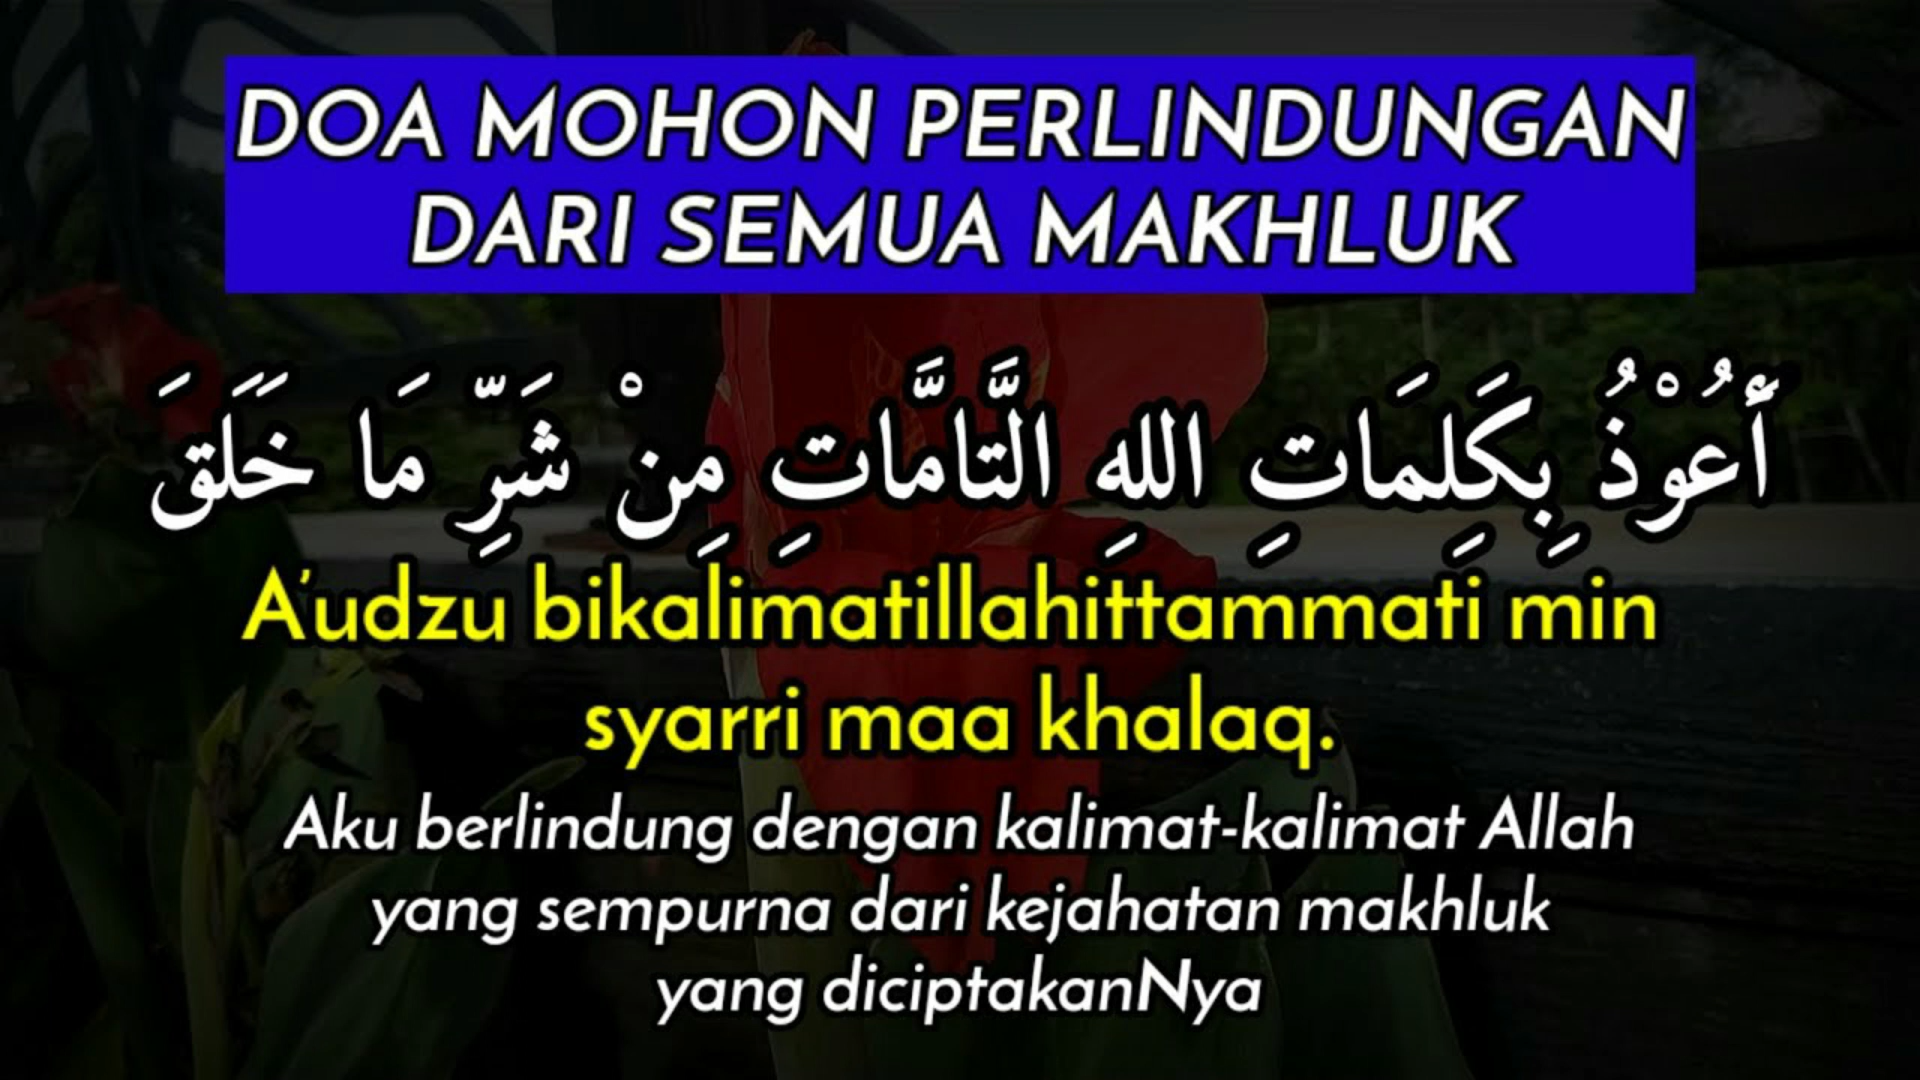 DOA MOHON PERLINDUNGAN
DARI SEMUA MAKHLUK
أَعُوْذُ بِكَلِمَاتِ اللهِ التَّامَّاتِ مِنْ شَرِّ مَا خَلَقَ
A'udzu bikalimatillahittammati min
syarri maa khalaq.
Aku berlindung dengan kalimat-kalimat Allah
yang sempurna dari kejahatan makhluk
yang diciptakanNya